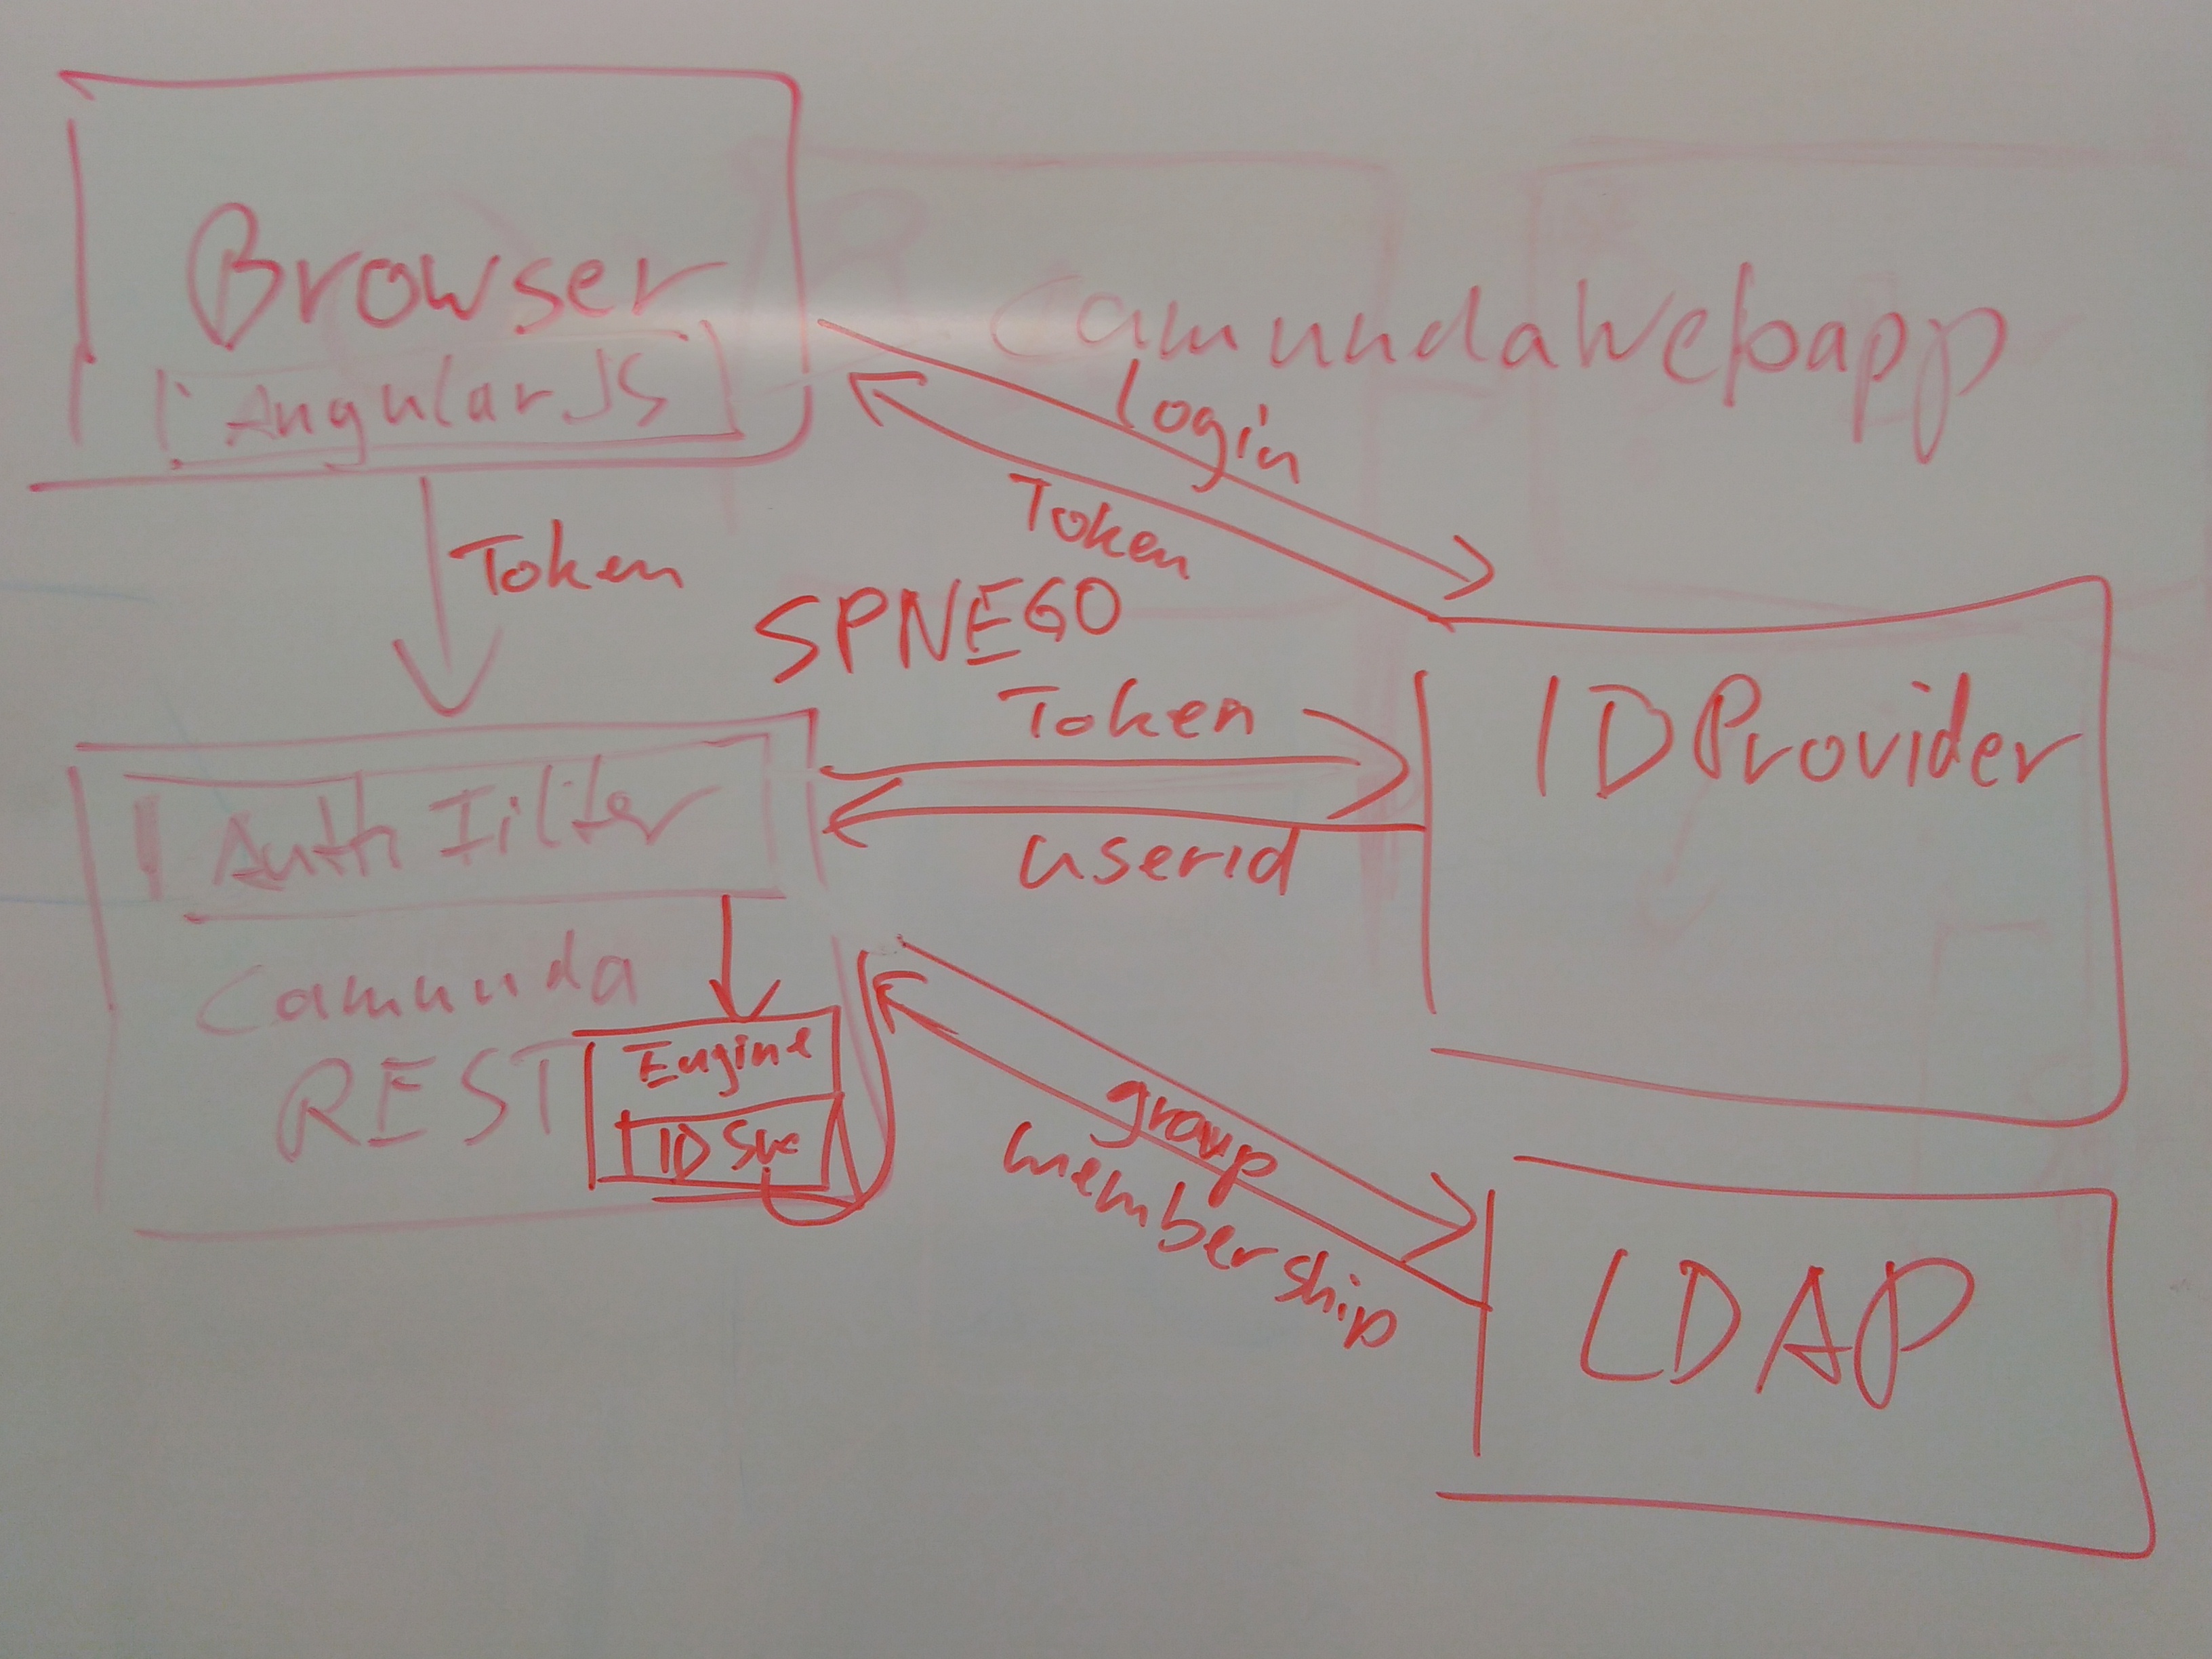 Browser
AngularJS
camundaWebapp
Login
Token
Token
SPNEGO
Token
userid
IDProvider
Auth Filter
Camunda
REST
Engine
ID Svc
group
membership
LDAP